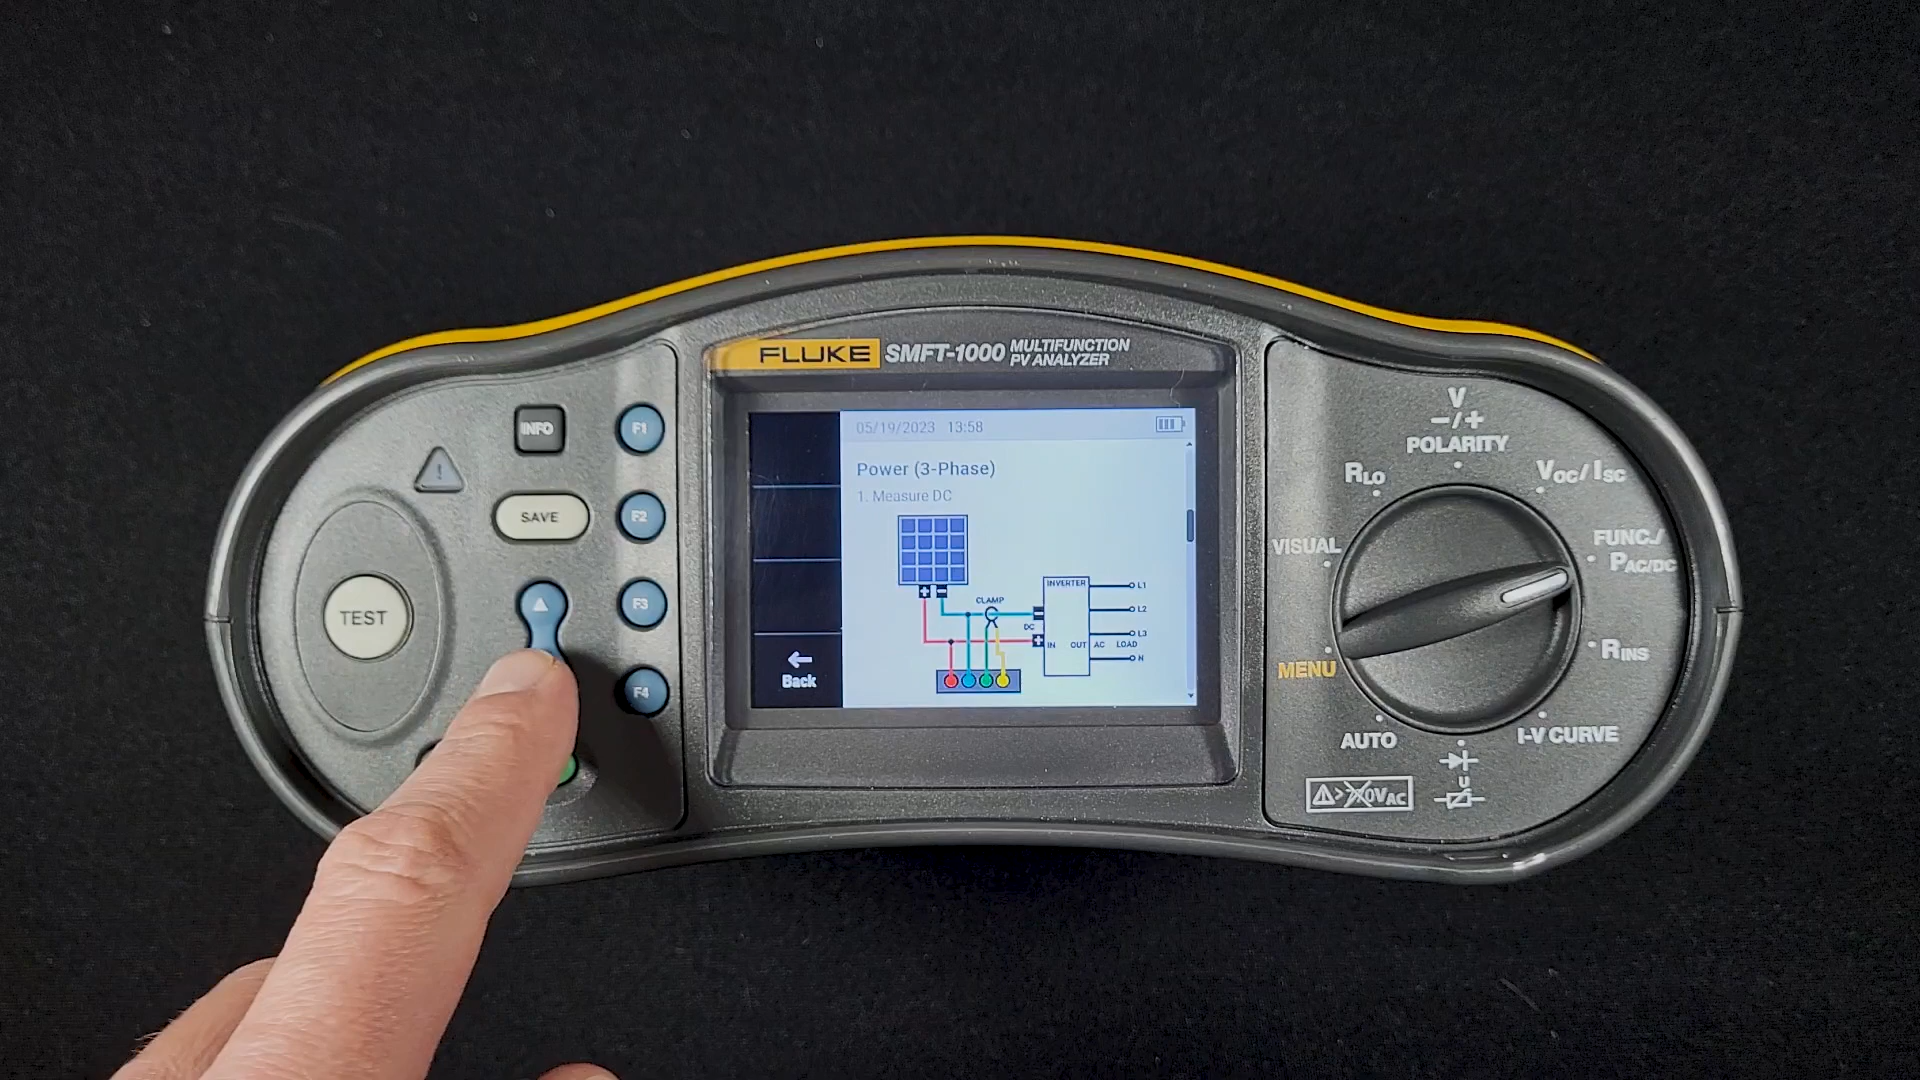 FLUKE SMFT-1000 MULTIFUNCTION
PV ANALYZER
INFO
F1
!
SAVE
F2
TEST
F3
F4
05/19/2023 13:58
Power (3-Phase)
1. Measure DC
INVERTER
L1
CLAMP
L2
DC
L3
IN OUT AC LOAD
N
Back
V
−/+
POLARITY
RLO
VOC/ISC
VISUAL
FUNC./
PAC/DC
MENU
RINS
AUTO
I-V CURVE
U